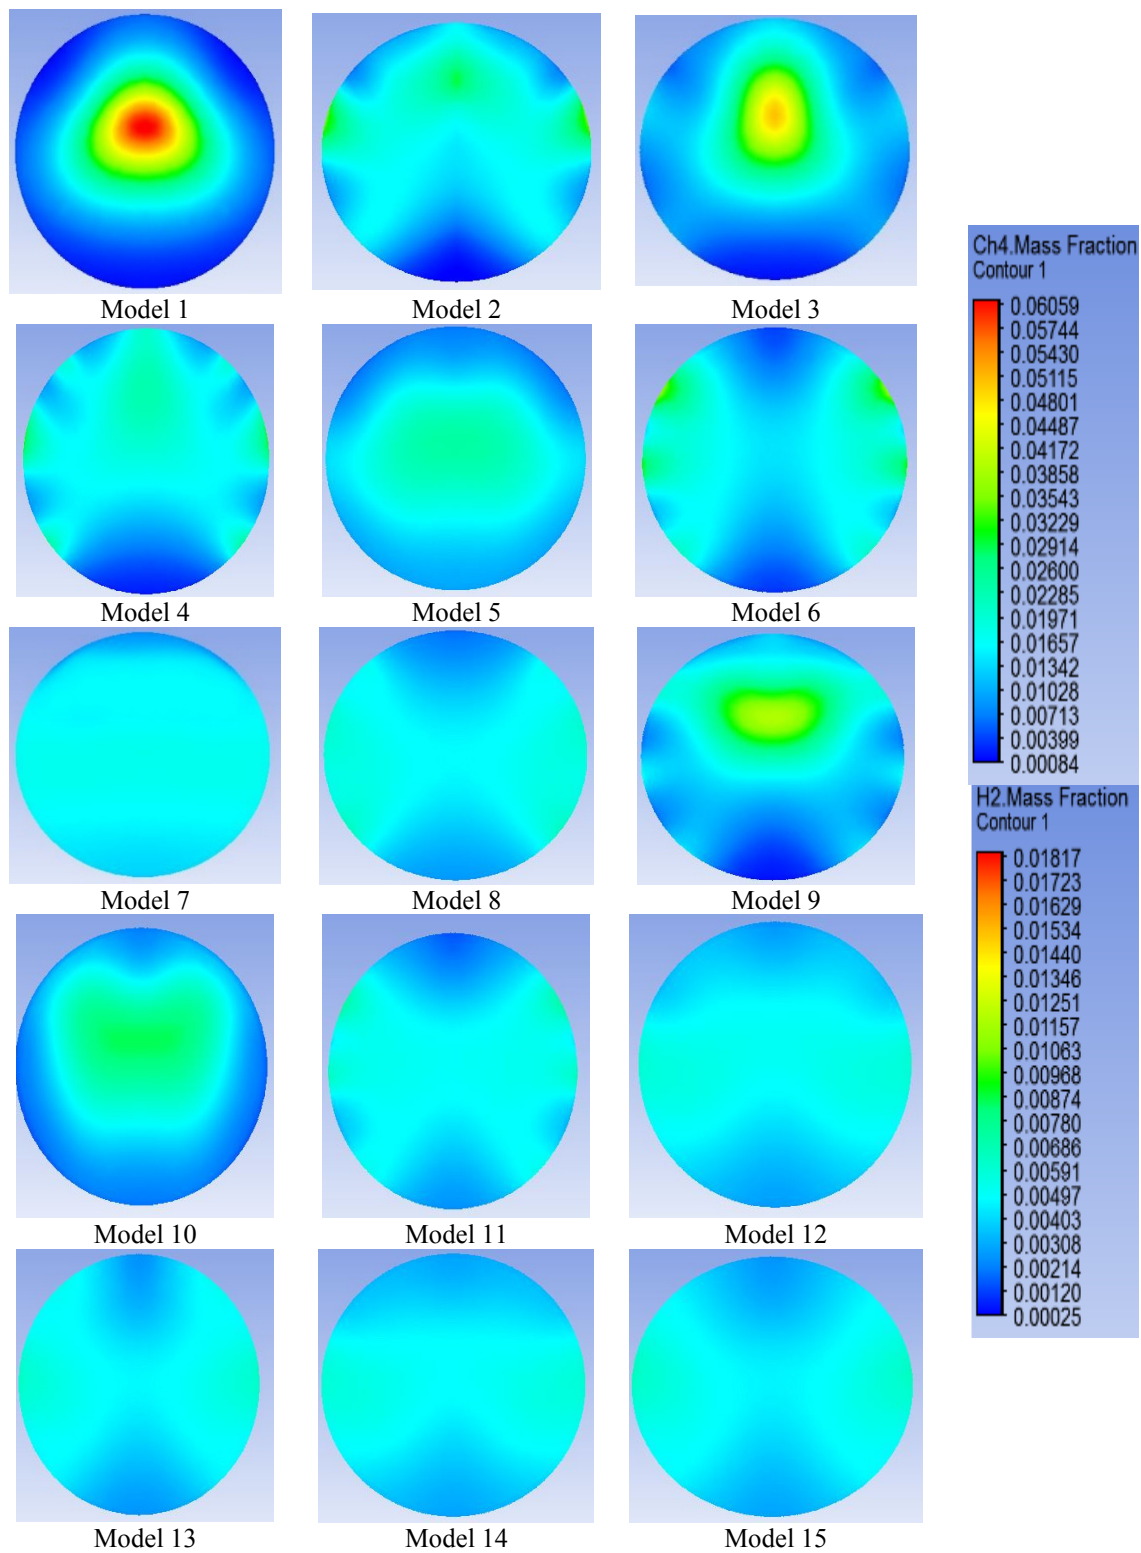 Model 1
Model 2
Model 3
Model 4
Model 5
Model 6
Model 7
Model 8
Model 9
Model 10
Model 11
Model 12
Model 13
Model 14
Model 15
Ch4.Mass Fraction
Contour 1
0.06059
0.05744
0.05430
0.05115
0.04801
0.04487
0.04172
0.03858
0.03543
0.03229
0.02914
0.02600
0.02285
0.01971
0.01657
0.01342
0.01028
0.00713
0.00399
0.00084
H2.Mass Fraction
Contour 1
0.01817
0.01723
0.01629
0.01534
0.01440
0.01346
0.01251
0.01157
0.01063
0.00968
0.00874
0.00780
0.00686
0.00591
0.00497
0.00403
0.00308
0.00214
0.00120
0.00025